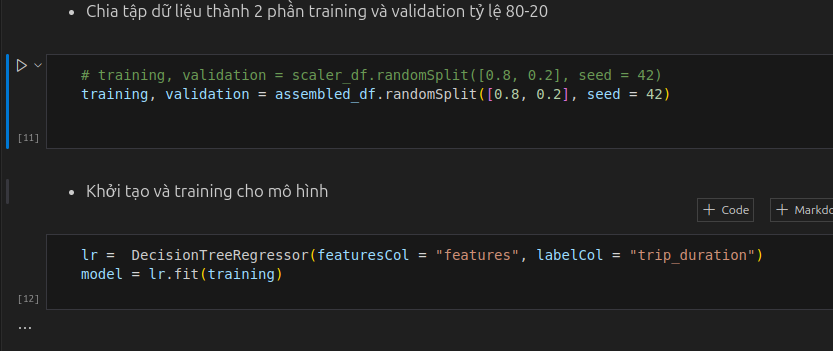 • Chia tập dữ liệu thành 2 phần training và validation tỷ lệ 80-20
# training, validation = scaler_df.randomSplit([0.8, 0.2], seed = 42)
training, validation = assembled_df.randomSplit([0.8, 0.2], seed = 42)
[11]
• Khởi tạo và training cho mô hình
+ Code
+ Markdo
lr =  DecisionTreeRegressor(featuresCol = "features", labelCol = "trip_duration")
model = lr.fit(training)
[12]
...